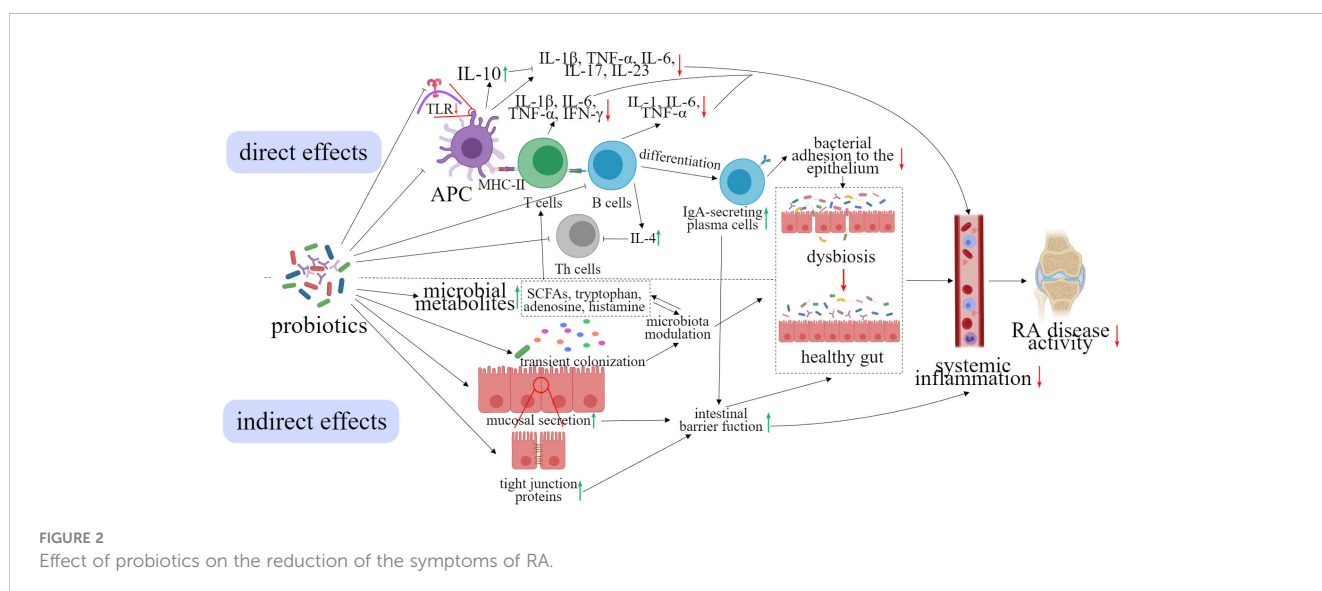 IL-10
IL-1β, TNF-α, IL-6,
IL-17, IL-23
TLR
IL-1β, IL-6,
TNF-α, IFN-γ
IL-1, IL-6,
TNF-α
direct effects
APC
MHC-II
T cells
B cells
differentiation
IgA-secreting
plasma cells
bacterial
adhesion to the
epithelium
IL-4
Th cells
dysbiosis
healthy gut
probiotics
microbial
metabolites
SCFAs, tryptophan,
adenosine, histamine
microbiota
modulation
transient colonization
indirect effects
mucosal secretion
tight junction
proteins
intestinal
barrier fuction
systemic
inflammation
RA disease
activity
FIGURE 2
Effect of probiotics on the reduction of the symptoms of RA.